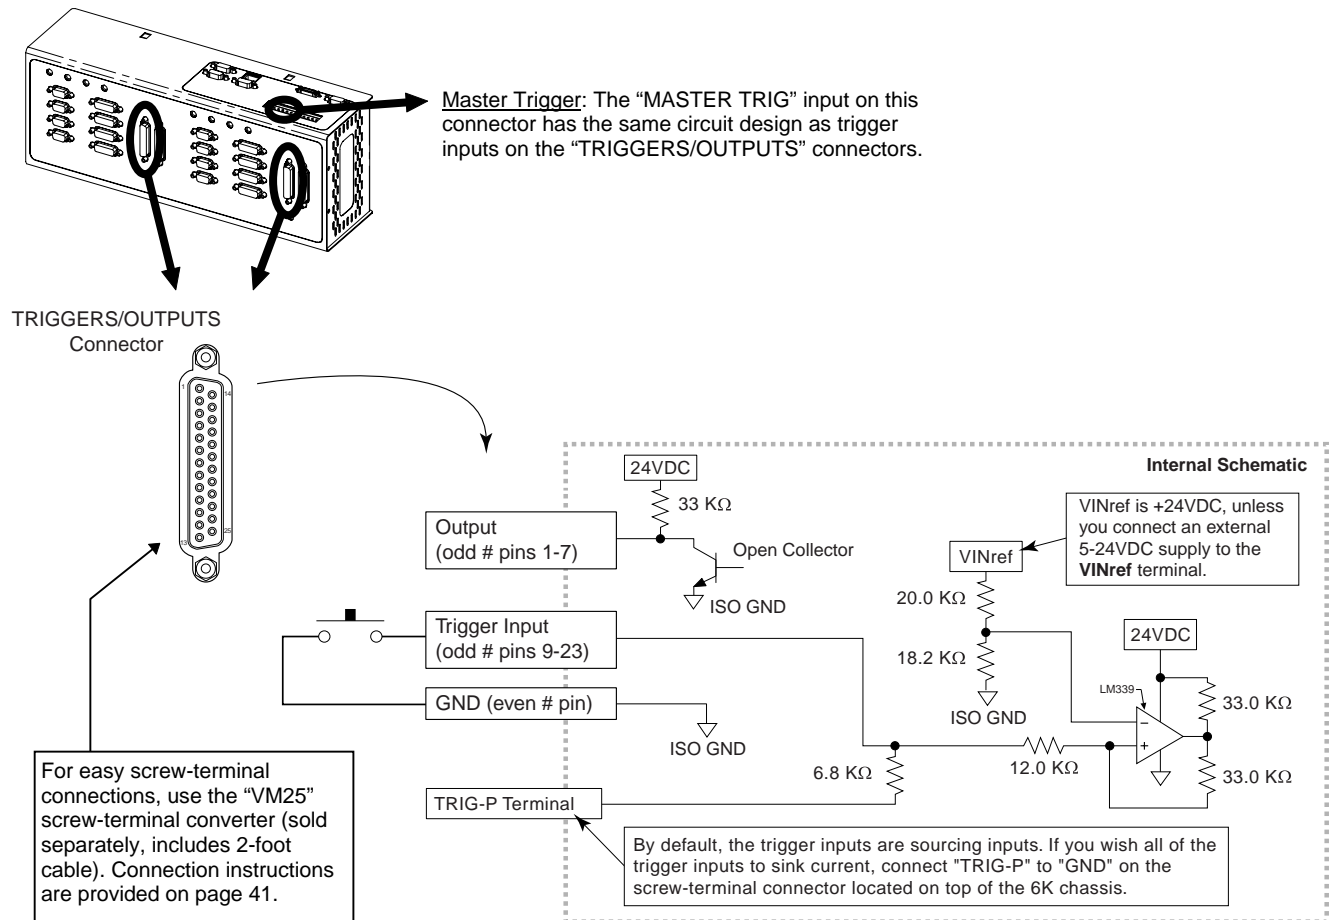 Master Trigger: The “MASTER TRIG” input on this
connector has the same circuit design as trigger
inputs on the “TRIGGERS/OUTPUTS” connectors.
TRIGGERS/OUTPUTS
Connector
1
14
13
25
Internal Schematic
24VDC
33 KΩ
Output
(odd # pins 1-7)
Open Collector
ISO GND
VINref is +24VDC, unless
you connect an external
5-24VDC supply to the
VINref terminal.
VINref
20.0 KΩ
18.2 KΩ
ISO GND
24VDC
LM339
33.0 KΩ
33.0 KΩ
Trigger Input
(odd # pins 9-23)
GND (even # pin)
ISO GND
6.8 KΩ
12.0 KΩ
TRIG-P Terminal
By default, the trigger inputs are sourcing inputs. If you wish all of the
trigger inputs to sink current, connect "TRIG-P" to "GND" on the
screw-terminal connector located on top of the 6K chassis.
For easy screw-terminal
connections, use the “VM25”
screw-terminal converter (sold
separately, includes 2-foot
cable). Connection instructions
are provided on page 41.